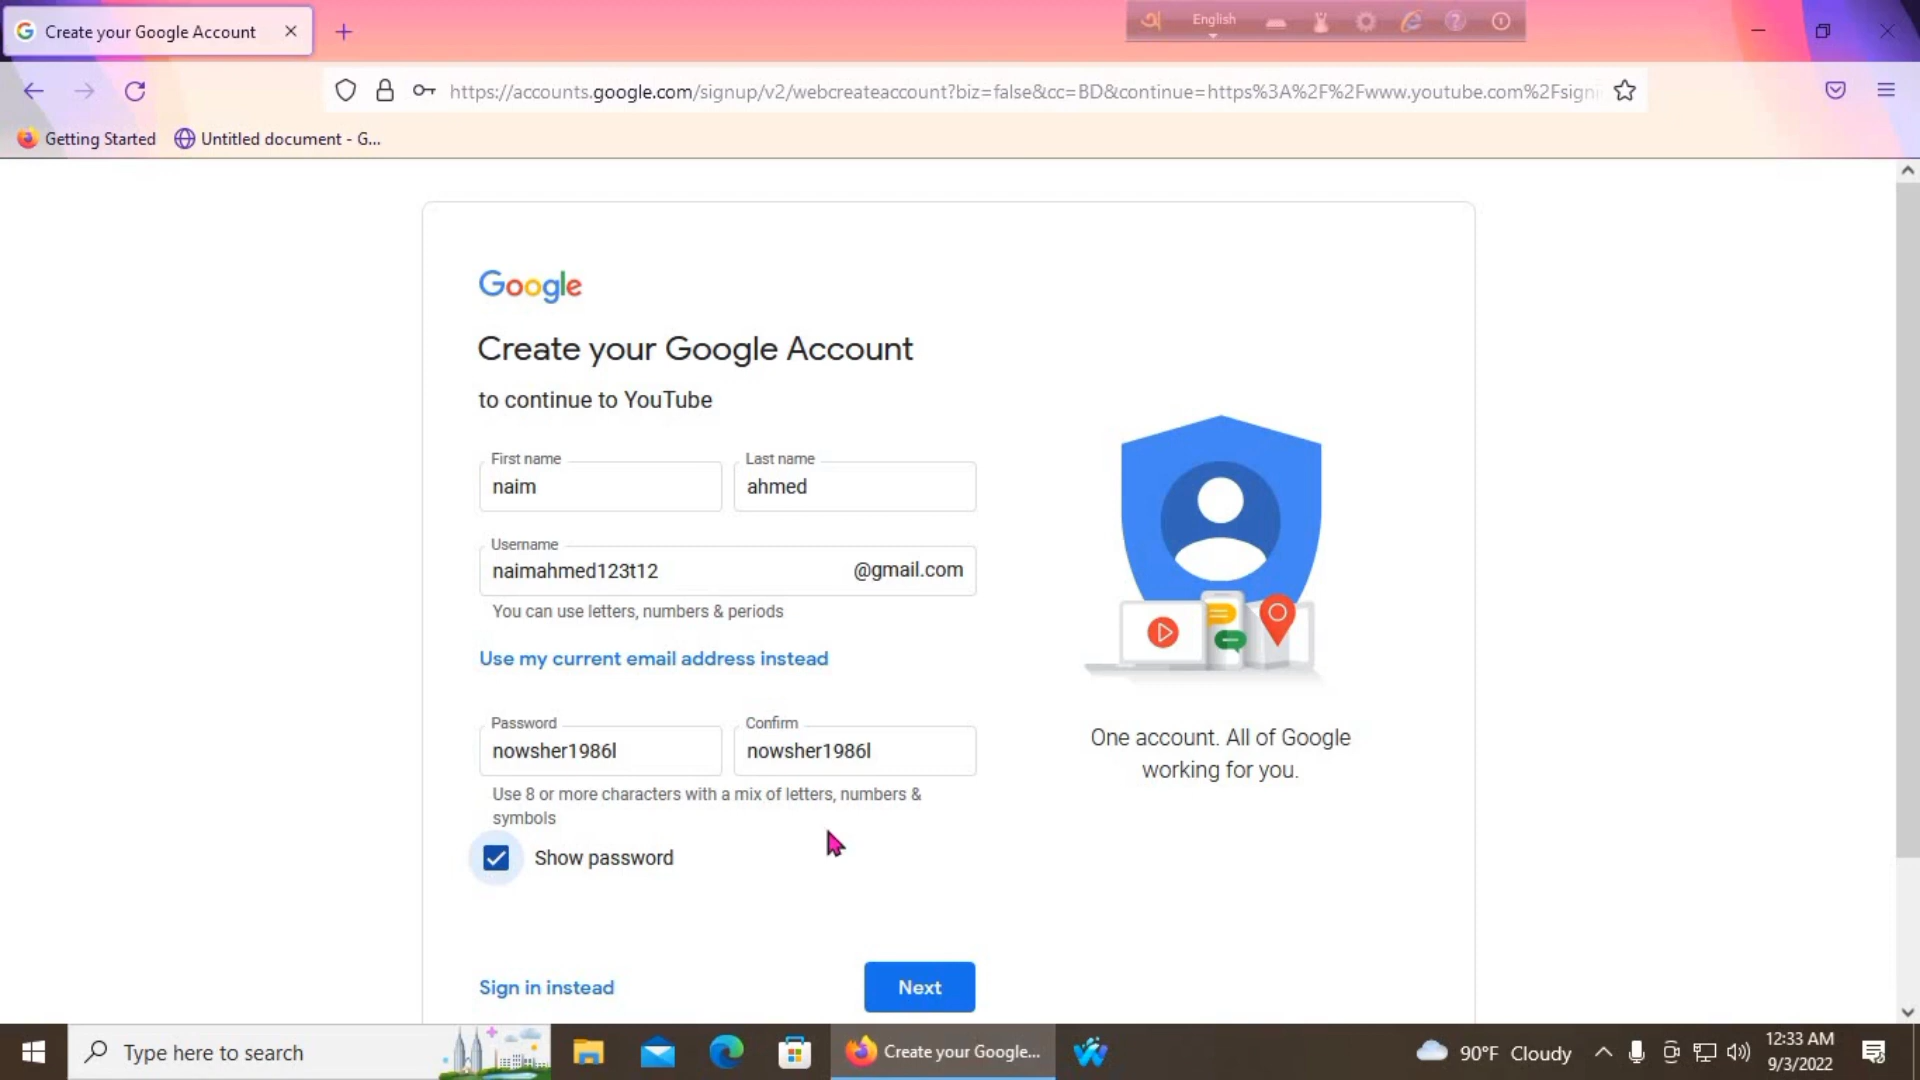 Create your Google Account
English
https://accounts.google.com/signup/v2/webcreateaccount?biz=false&cc=BD&continue=https%3A%2F%2Fwww.youtube.com%2Fsigni
Getting Started
Untitled document - G...
Google
Create your Google Account
to continue to YouTube
First name
Last name
naim
ahmed
Username
naimahmed123t12
@gmail.com
You can use letters, numbers & periods
Use my current email address instead
Password
Confirm
nowsher1986l
nowsher1986l
Use 8 or more characters with a mix of letters, numbers &
symbols
Show password
One account. All of Google
working for you.
Sign in instead
Next
Type here to search
Create your Google...
90°F Cloudy
12:33 AM
9/3/2022